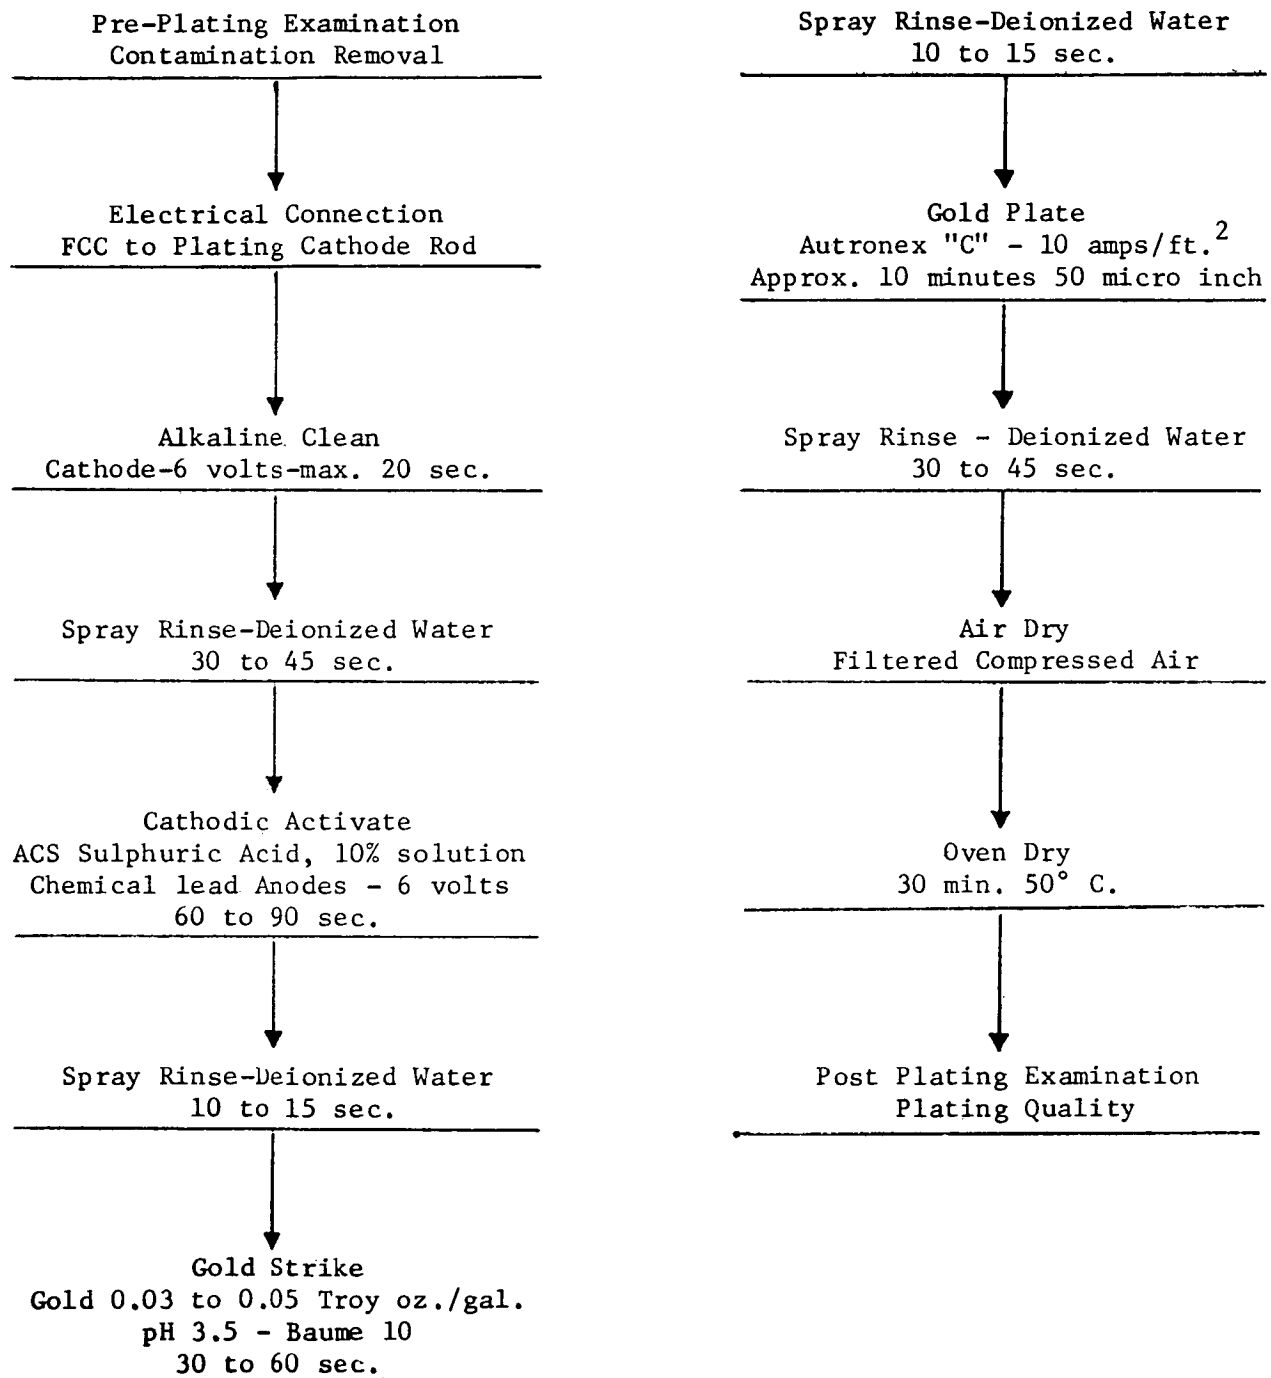 Pre-Plating Examination
Contamination Removal
Electrical Connection
FCC to Plating Cathode Rod
Alkaline Clean
Cathode-6 volts-max. 20 sec.
Spray Rinse-Deionized Water
30 to 45 sec.
Cathodic Activate
ACS Sulphuric Acid, 10% solution
Chemical lead Anodes - 6 volts
60 to 90 sec.
Spray Rinse-Deionized Water
10 to 15 sec.
Gold Strike
Gold 0.03 to 0.05 Troy oz./gal.
pH 3.5 - Baume 10
30 to 60 sec.
Spray Rinse-Deionized Water
10 to 15 sec.
Gold Plate
Autronex "C" - 10 amps/ft.²
Approx. 10 minutes 50 micro inch
Spray Rinse - Deionized Water
30 to 45 sec.
Air Dry
Filtered Compressed Air
Oven Dry
30 min. 50° C.
Post Plating Examination
Plating Quality